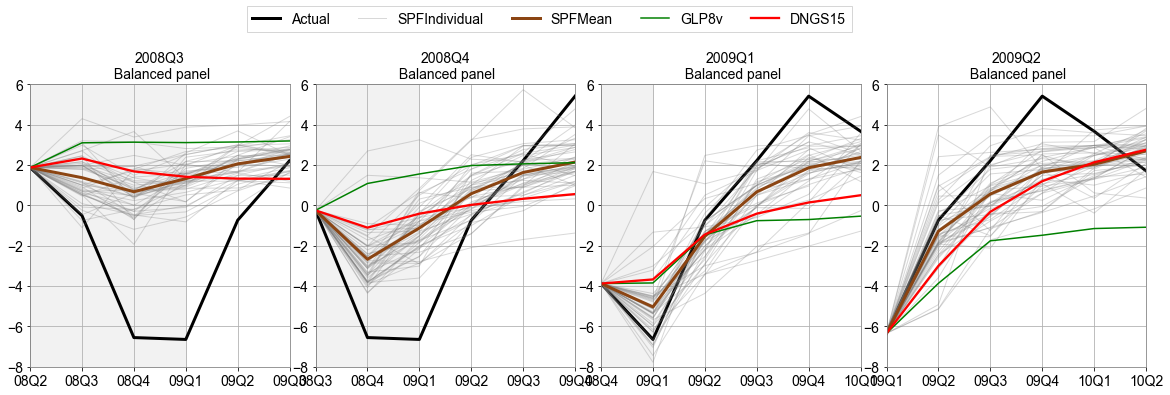 Actual SPFIndividual SPFMean GLP8v DNGS15
2008Q3 2008Q4 2009Q1 2009Q2
Balanced panel Balanced panel Balanced panel Balanced panel
6 6 6 6
4 4 4 4
2 2 2 2
0 0 0 0
−2 −2 −2 −2
−4 −4 −4 −4
−6 −6 −6 −6
−8 −8 −8 −8
08Q2 08Q3 08Q4 09Q1 09Q2 09Q3 08Q3 08Q4 09Q1 09Q2 09Q3 09Q4 08Q4 09Q1 09Q2 09Q3 09Q4 10Q1 09Q1 09Q2 09Q3 09Q4 10Q1 10Q2